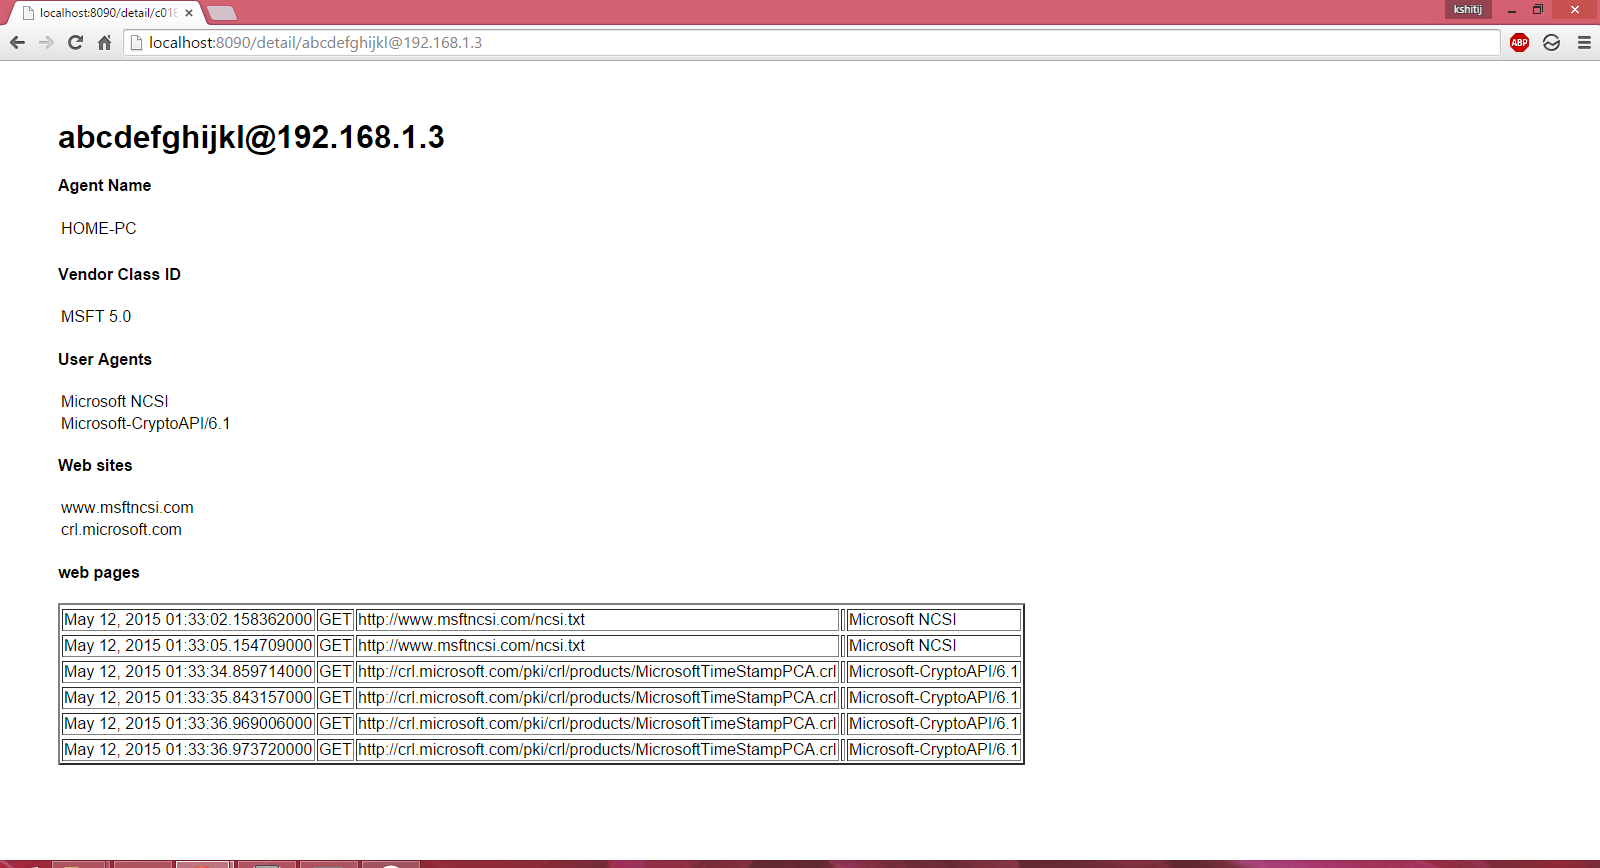 localhost:8090/detail/c018
kshitij
localhost:8090/detail/abcdefghijkl@192.168.1.3
ABP
abcdefghijkl@192.168.1.3
Agent Name
HOME-PC
Vendor Class ID
MSFT 5.0
User Agents
Microsoft NCSI
Microsoft-CryptoAPI/6.1
Web sites
www.msftncsi.com
crl.microsoft.com
web pages
May 12, 2015 01:33:02.158362000 GET http://www.msftncsi.com/ncsi.txt Microsoft NCSI
May 12, 2015 01:33:05.154709000 GET http://www.msftncsi.com/ncsi.txt Microsoft NCSI
May 12, 2015 01:33:34.859714000 GET http://crl.microsoft.com/pki/crl/products/MicrosoftTimeStampPCA.crl Microsoft-CryptoAPI/6.1
May 12, 2015 01:33:35.843157000 GET http://crl.microsoft.com/pki/crl/products/MicrosoftTimeStampPCA.crl Microsoft-CryptoAPI/6.1
May 12, 2015 01:33:36.969006000 GET http://crl.microsoft.com/pki/crl/products/MicrosoftTimeStampPCA.crl Microsoft-CryptoAPI/6.1
May 12, 2015 01:33:36.973720000 GET http://crl.microsoft.com/pki/crl/products/MicrosoftTimeStampPCA.crl Microsoft-CryptoAPI/6.1